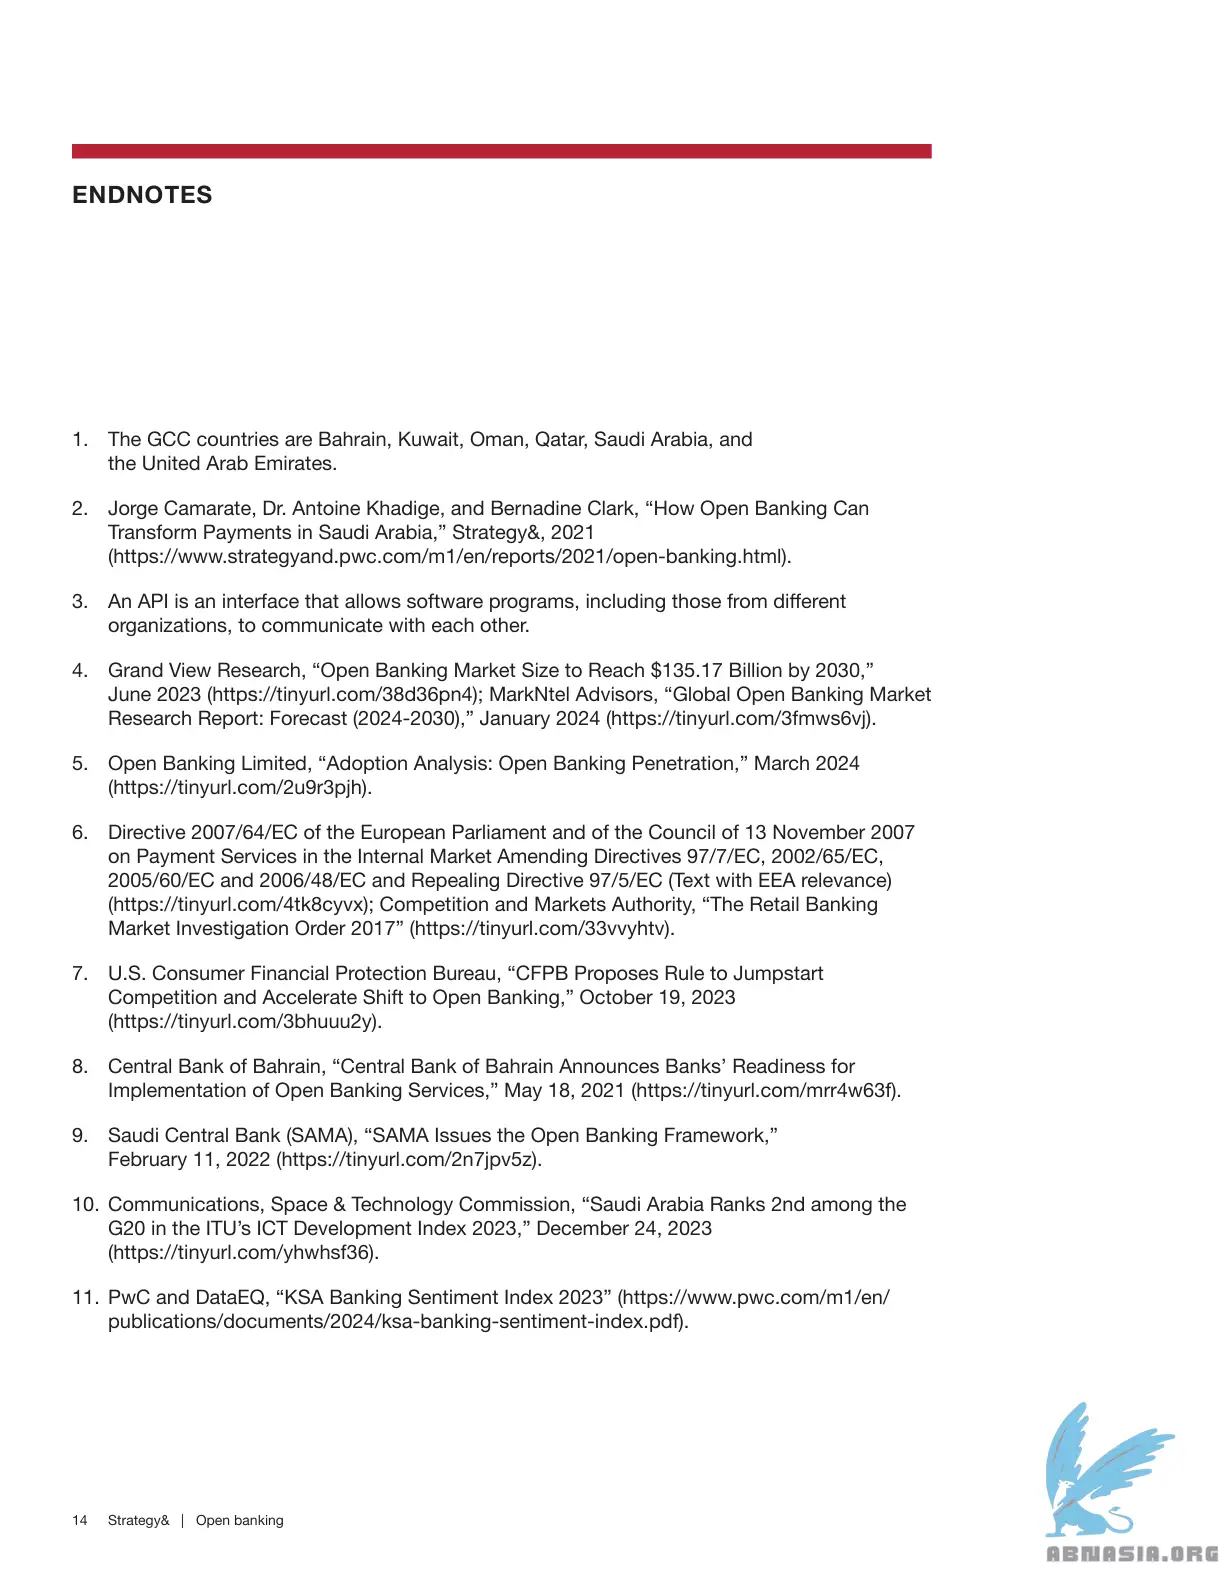 ENDNOTES
1. The GCC countries are Bahrain, Kuwait, Oman, Qatar, Saudi Arabia, and
the United Arab Emirates.
2. Jorge Camarate, Dr. Antoine Khadige, and Bernadine Clark, “How Open Banking Can
Transform Payments in Saudi Arabia,” Strategy&, 2021
(https://www.strategyand.pwc.com/m1/en/reports/2021/open-banking.html).
3. An API is an interface that allows software programs, including those from different
organizations, to communicate with each other.
4. Grand View Research, “Open Banking Market Size to Reach $135.17 Billion by 2030,”
June 2023 (https://tinyurl.com/38d36pn4); MarkNtel Advisors, “Global Open Banking Market
Research Report: Forecast (2024-2030),” January 2024 (https://tinyurl.com/3fmws6vj).
5. Open Banking Limited, “Adoption Analysis: Open Banking Penetration,” March 2024
(https://tinyurl.com/2u9r3pjh).
6. Directive 2007/64/EC of the European Parliament and of the Council of 13 November 2007
on Payment Services in the Internal Market Amending Directives 97/7/EC, 2002/65/EC,
2005/60/EC and 2006/48/EC and Repealing Directive 97/5/EC (Text with EEA relevance)
(https://tinyurl.com/4tk8cyvx); Competition and Markets Authority, “The Retail Banking
Market Investigation Order 2017” (https://tinyurl.com/33vvyhtv).
7. U.S. Consumer Financial Protection Bureau, “CFPB Proposes Rule to Jumpstart
Competition and Accelerate Shift to Open Banking,” October 19, 2023
(https://tinyurl.com/3bhuuu2y).
8. Central Bank of Bahrain, “Central Bank of Bahrain Announces Banks’ Readiness for
Implementation of Open Banking Services,” May 18, 2021 (https://tinyurl.com/mrr4w63f).
9. Saudi Central Bank (SAMA), “SAMA Issues the Open Banking Framework,”
February 11, 2022 (https://tinyurl.com/2n7jpv5z).
10. Communications, Space & Technology Commission, “Saudi Arabia Ranks 2nd among the
G20 in the ITU’s ICT Development Index 2023,” December 24, 2023
(https://tinyurl.com/yhwhsf36).
11. PwC and DataEQ, “KSA Banking Sentiment Index 2023” (https://www.pwc.com/m1/en/
publications/documents/2024/ksa-banking-sentiment-index.pdf).
14 Strategy& | Open banking
ABNASIA.ORG